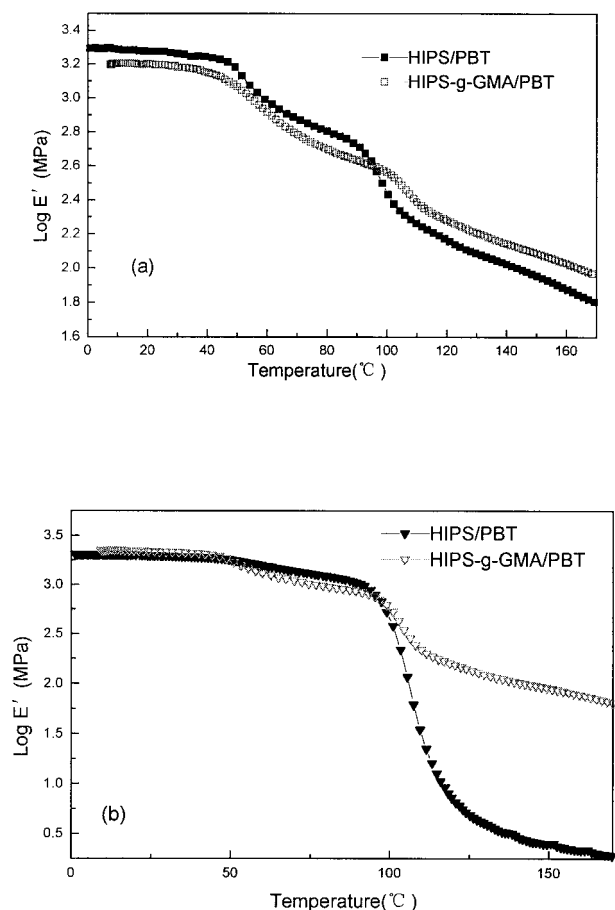 3.4
3.2
3.0
2.8
2.6
2.4
2.2
2.0
1.8
1.6
Log E′ (MPa)
HIPS/PBT
HIPS-g-GMA/PBT
(a)
0 20 40 60 80 100 120 140 160
Temperature(℃)
3.5
3.0
2.5
2.0
1.5
1.0
0.5
Log E′ (MPa)
HIPS/PBT
HIPS-g-GMA/PBT
(b)
0 50 100 150
Temperature(℃)